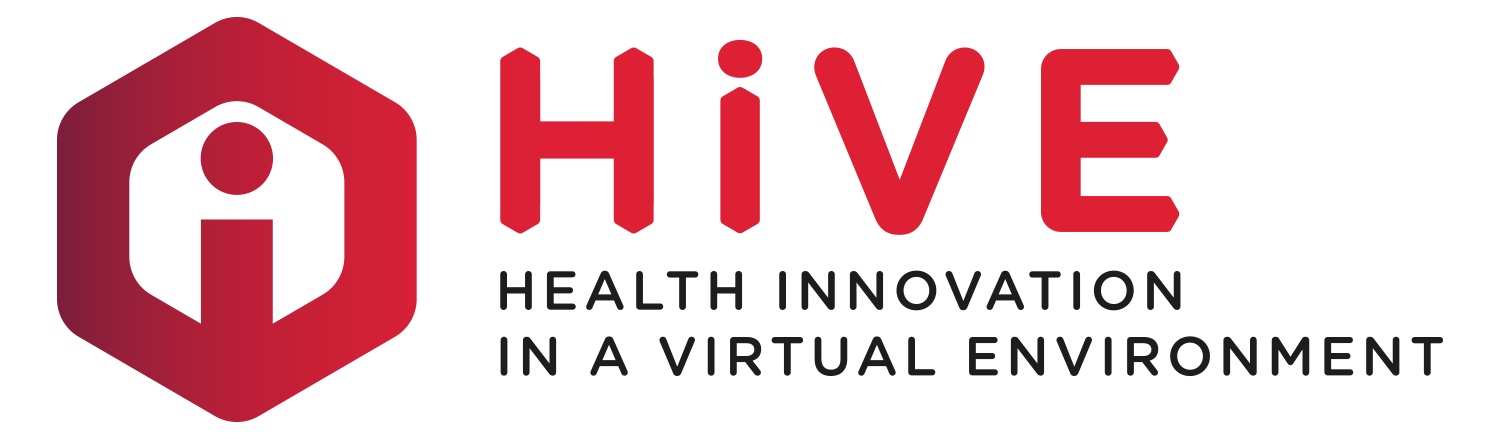 HiVE
HEALTH INNOVATION
IN A VIRTUAL ENVIRONMENT